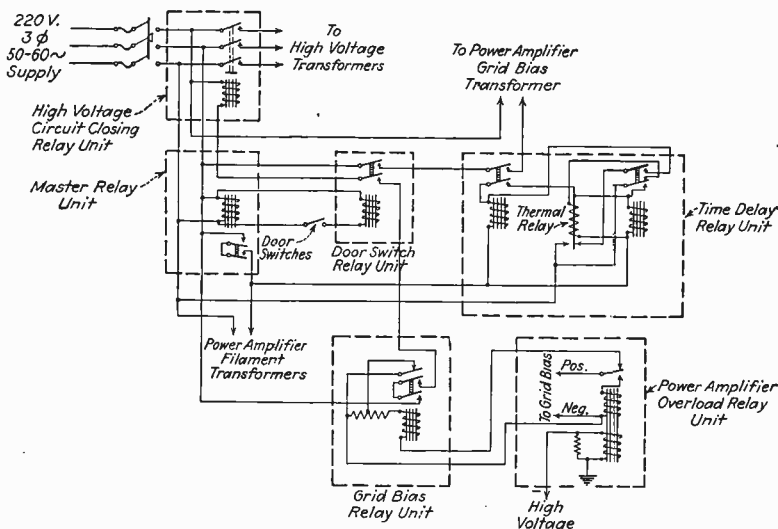 220 V.
3 φ
50-60~
Supply
To
High Voltage
Transformers
To Power Amplifier
Grid Bias
Transformer
High Voltage
Circuit Closing
Relay Unit
Master Relay
Unit
Door
Switches
Door Switch
Relay Unit
Thermal
Relay
Time Delay
Relay Unit
Power Amplifier
Filament
Transformers
Pos.
To Grid Bias
Neg.
Power Amplifier
Overload Relay
Unit
Grid Bias
Relay Unit
High
Voltage